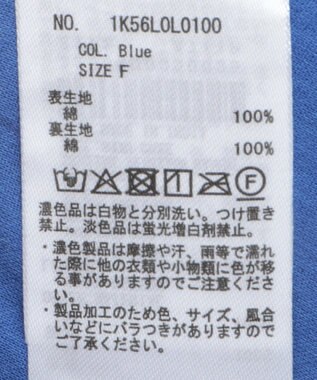 NO. 1K56L0L0100
COL. Blue
SIZE F
表生地
綿 100%
裏生地
綿 100%
F
濃色品は白物と分別洗い。つけ置き
禁止。淡色品は蛍光増白剤禁止。
・濃色製品は摩擦や汗、雨等で濡れ
た際に他の衣類や小物類に色が移
る事がありますのでご注意くださ
い。
・製品加工のため色、サイズ、風合
いなどにバラつきがありますので
ご了承ください。